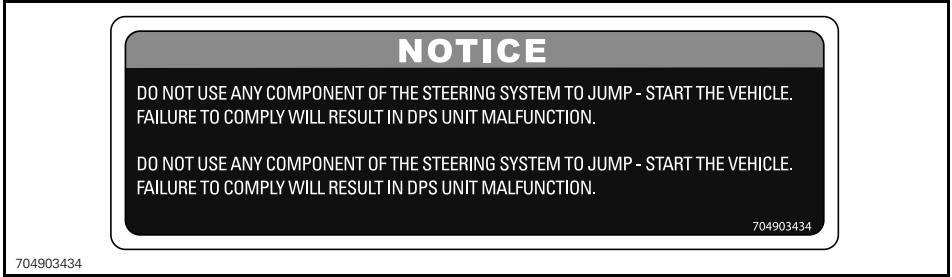 NOTICE
DO NOT USE ANY COMPONENT OF THE STEERING SYSTEM TO JUMP - START THE VEHICLE.
FAILURE TO COMPLY WILL RESULT IN DPS UNIT MALFUNCTION.
DO NOT USE ANY COMPONENT OF THE STEERING SYSTEM TO JUMP - START THE VEHICLE.
FAILURE TO COMPLY WILL RESULT IN DPS UNIT MALFUNCTION.
704903434
704903434